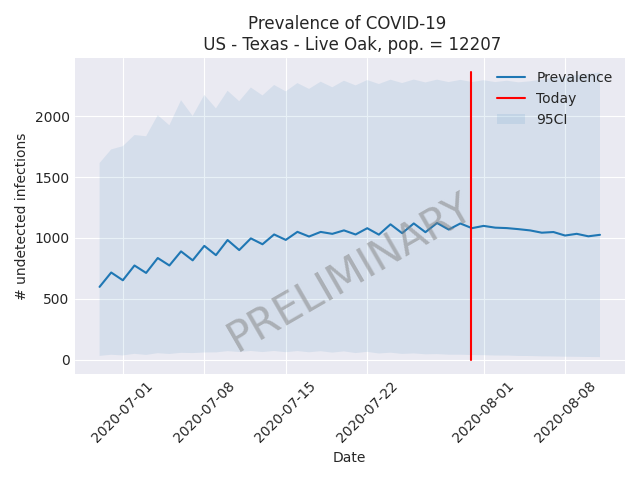 Prevalence of COVID-19
US - Texas - Live Oak, pop. = 12207
Prevalence
Today
95CI
# undetected infections
2000
1500
1000
500
0
PRELIMINARY
2020-07-01
2020-07-08
2020-07-15
2020-07-22
2020-08-01
2020-08-08
Date